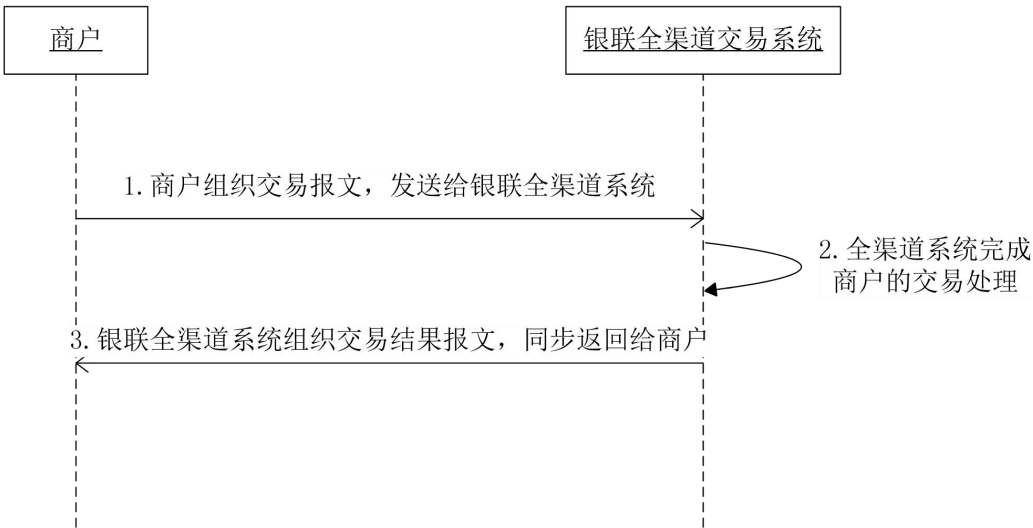 商户
银联全渠道交易系统
1.商户组织交易报文，发送给银联全渠道系统
2.全渠道系统完成
商户的交易处理
3.银联全渠道系统组织交易结果报文，同步返回给商户